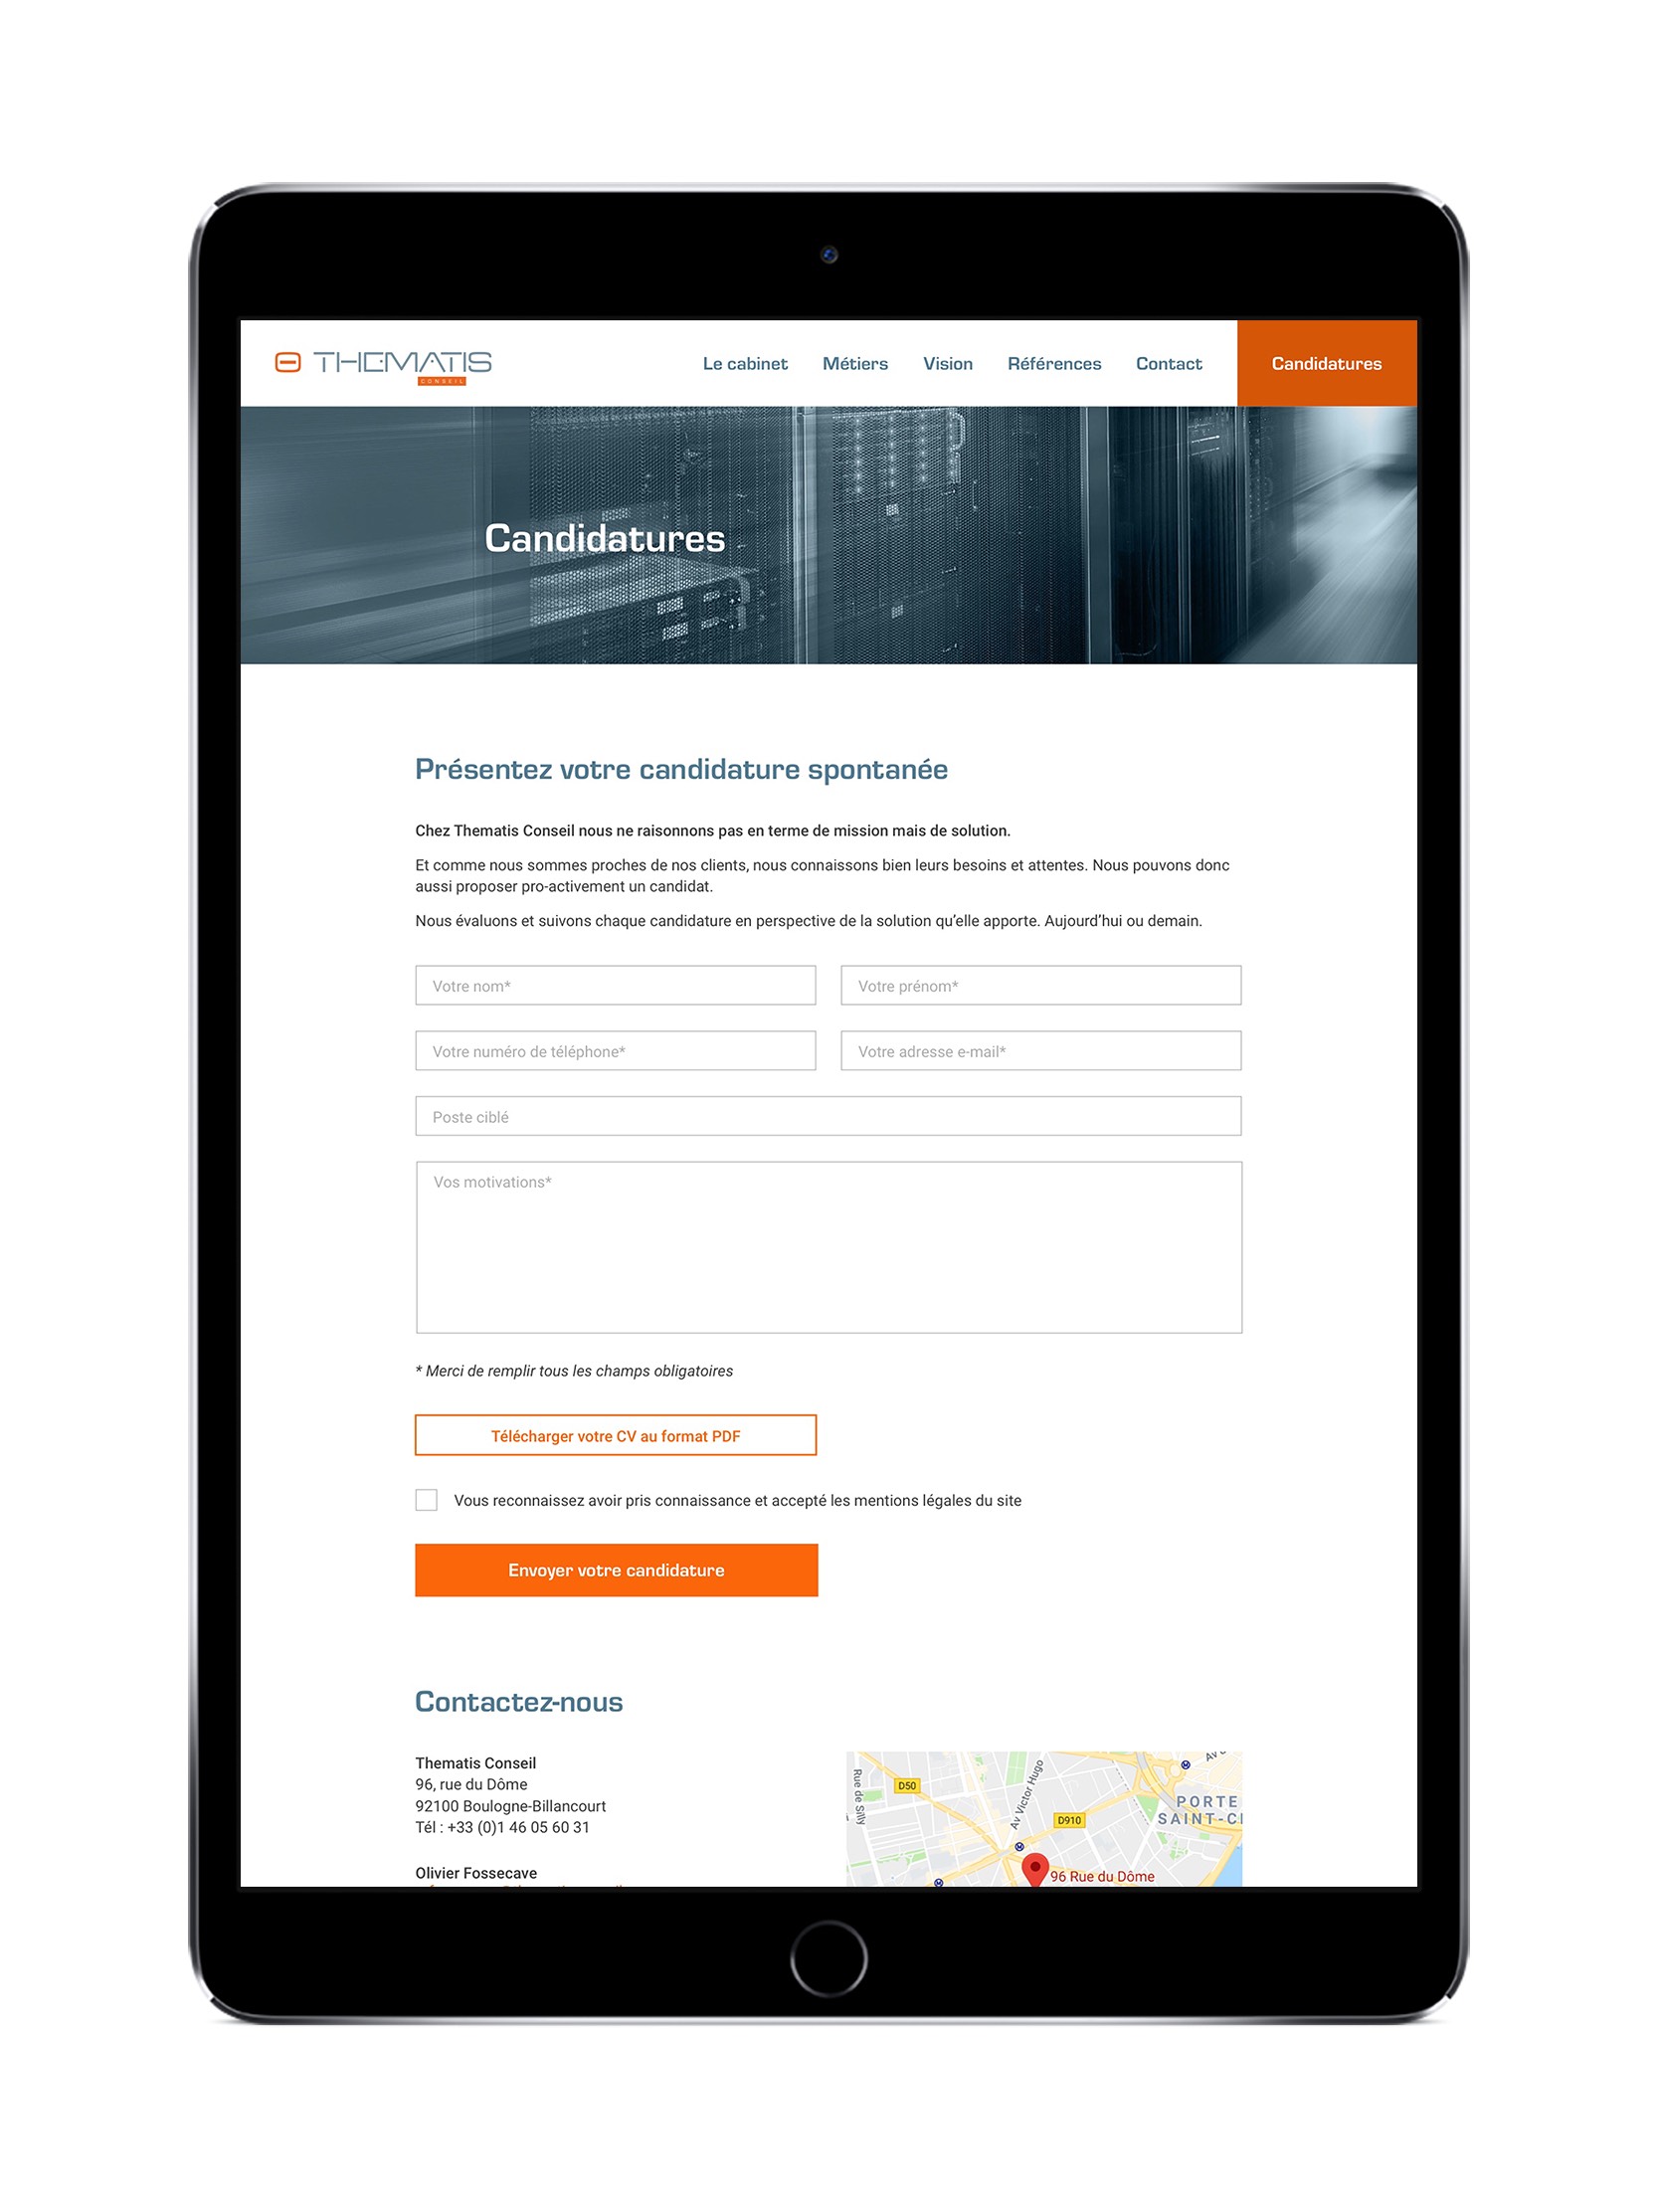 THEMATIS
CONSEIL
Le cabinet Métiers Vision Références Contact Candidatures
Candidatures
Présentez votre candidature spontanée
Chez Thematis Conseil nous ne raisonnons pas en terme de mission mais de solution.
Et comme nous sommes proches de nos clients, nous connaissons bien leurs besoins et attentes. Nous pouvons donc
aussi proposer pro-activement un candidat.
Nous évaluons et suivons chaque candidature en perspective de la solution qu'elle apporte. Aujourd'hui ou demain.
Votre nom* Votre prénom*
Votre numéro de téléphone* Votre adresse e-mail*
Poste ciblé
Vos motivations*
* Merci de remplir tous les champs obligatoires
Télécharger votre CV au format PDF
Vous reconnaissez avoir pris connaissance et accepté les mentions légales du site
Envoyer votre candidature
Contactez-nous
Thematis Conseil
96, rue du Dôme
92100 Boulogne-Billancourt
Tél : +33 (0)1 46 05 60 31
Olivier Fossecave
Rue de Silly
D50
Av Victor Hugo
D910
PORTE
SAINT-CL
96 Rue du Dôme